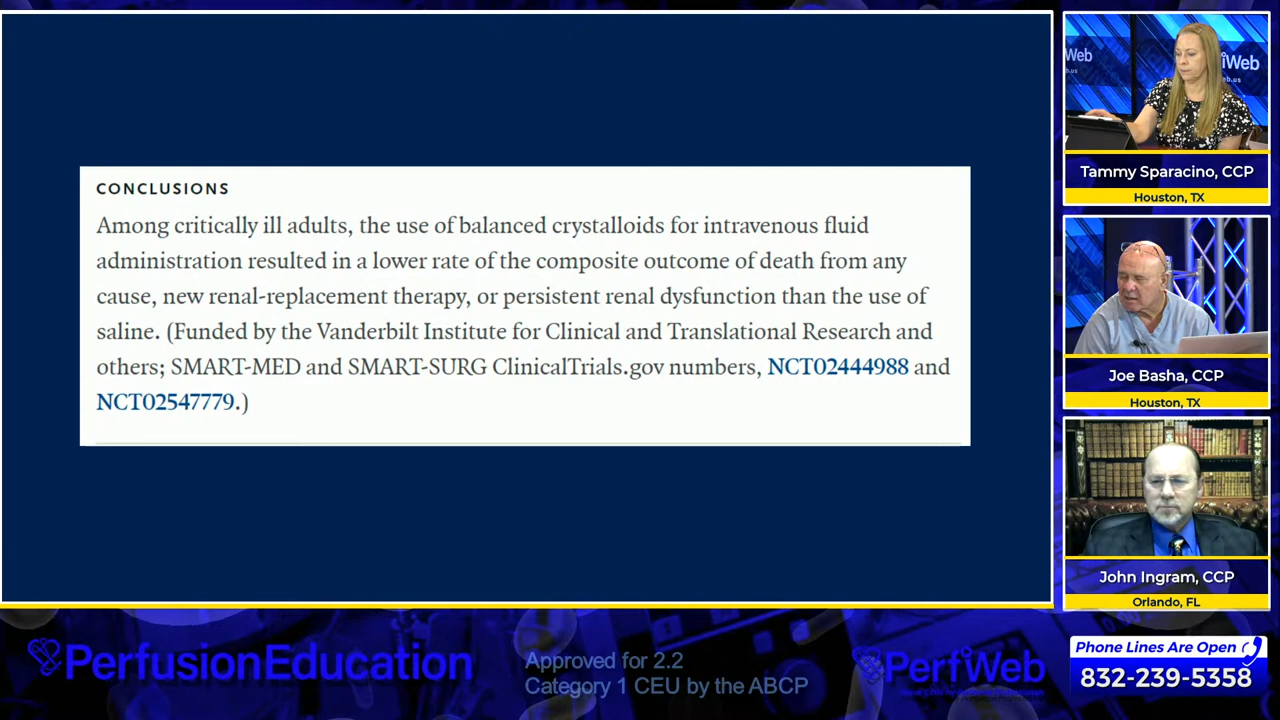 CONCLUSIONS
Among critically ill adults, the use of balanced crystalloids for intravenous fluid
administration resulted in a lower rate of the composite outcome of death from any
cause, new renal-replacement therapy, or persistent renal dysfunction than the use of
saline. (Funded by the Vanderbilt Institute for Clinical and Translational Research and
others; SMART-MED and SMART-SURG ClinicalTrials.gov numbers, NCT02444988 and
NCT02547779.)
Web
b.us
iWeb
eb.us
Tammy Sparacino, CCP
Houston, TX
Joe Basha, CCP
Houston, TX
John Ingram, CCP
Orlando, FL
PerfusionEducation
Approved for 2.2
Category 1 CEU by the ABCP
PerfWeb
Phone Lines Are Open
832-239-5358